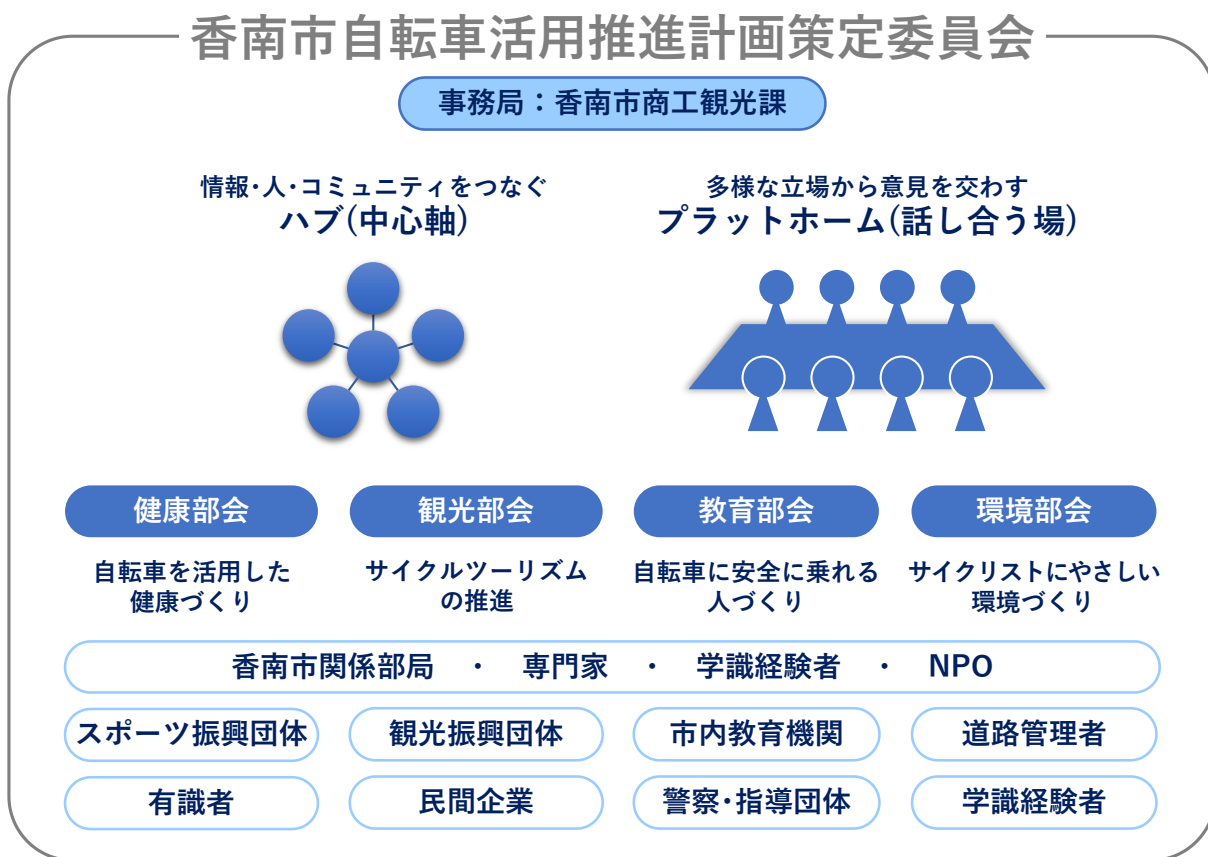 香南市自転車活用推進計画策定委員会
事務局：香南市商工観光課
情報･人･コミュニティをつなぐ
ハブ(中心軸)
多様な立場から意見を交わす
プラットホーム(話し合う場)
健康部会
観光部会
教育部会
環境部会
自転車を活用した
健康づくり
サイクルツーリズム
の推進
自転車に安全に乗れる
人づくり
サイクリストにやさしい
環境づくり
香南市関係部局　・　専門家　・　学識経験者　・　NPO
スポーツ振興団体
観光振興団体
市内教育機関
道路管理者
有識者
民間企業
警察･指導団体
学識経験者